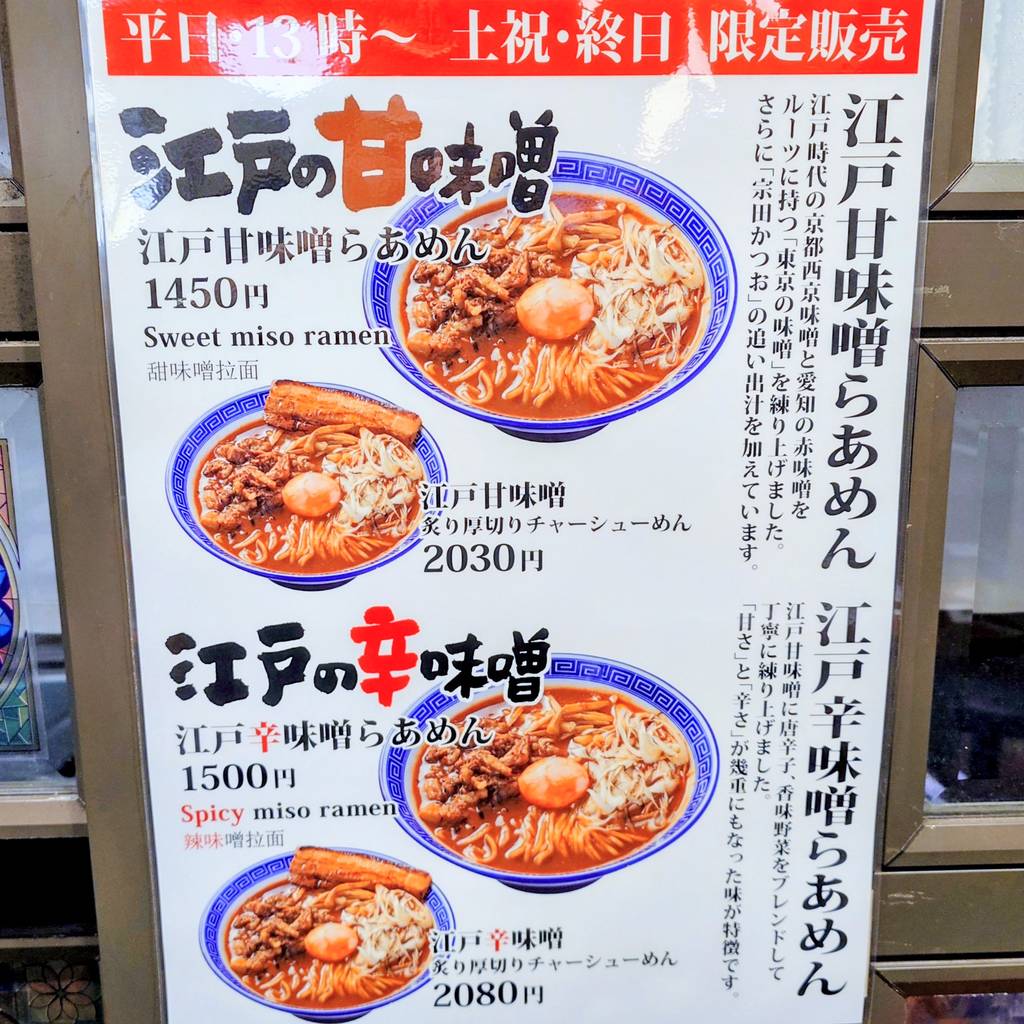 平日・13時～　土祝・終日　限定販売
江戸の甘味噌
江戸甘味噌らあめん
1450円
Sweet miso ramen
甜味噌拉面
江戸甘味噌
炙り厚切りチャーシューめん
2030円
江戸甘味噌らあめん
江戸時代の京都西京味噌と愛知の赤味噌を
ルーツに持つ「東京の味噌」を練り上げました。
さらに「宗田かつお」の追い出汁を加えています。
江戸の辛味噌
江戸辛味噌らあめん
1500円
Spicy miso ramen
辣味噌拉面
江戸辛味噌
炙り厚切りチャーシューめん
2080円
江戸辛味噌らあめん
江戸甘味噌に唐辛子、香味野菜をブレンドして
丁寧に練り上げました。
「甘さ」と「辛さ」が幾重にもなった味が特徴です。